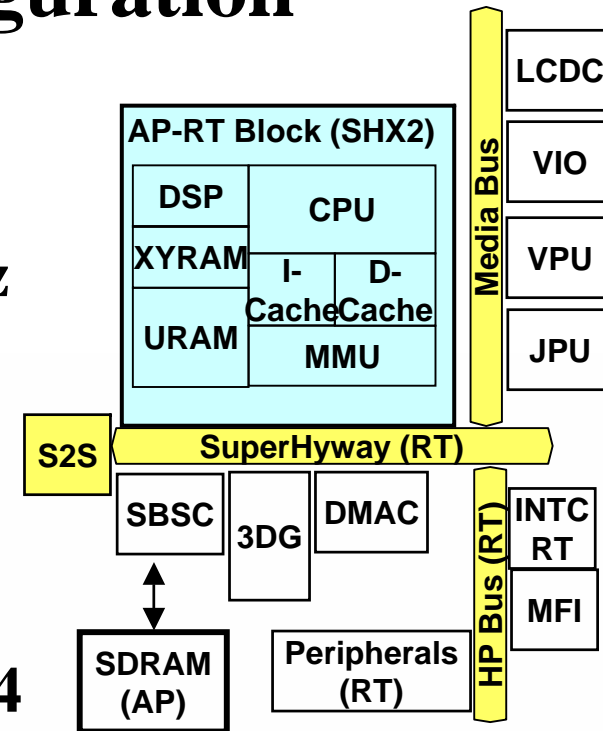 guration
LCDC
AP-RT Block (SHX2)
DSP
CPU
VIO
Media Bus
XYRAM
z
I-
Cache
D-
Cache
VPU
URAM
MMU
JPU
S2S
SuperHyway (RT)
SBSC
3DG
DMAC
HP Bus (RT)
INTC
RT
MFI
SDRAM
(AP)
Peripherals
(RT)
4